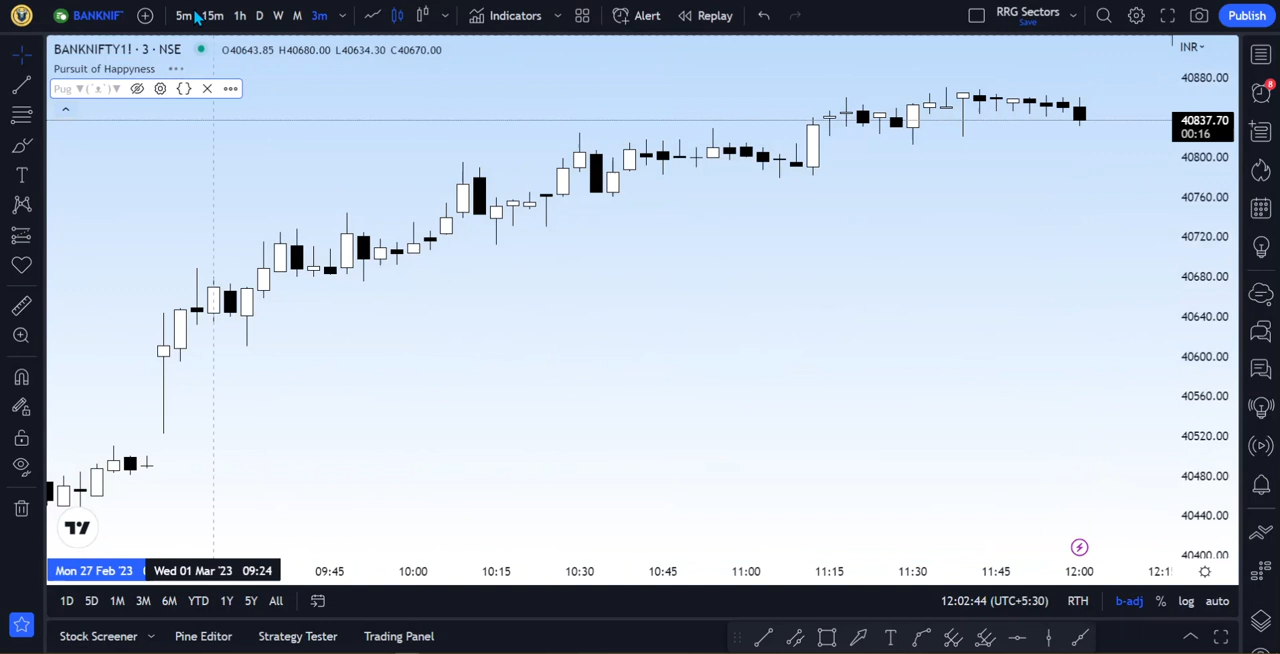 BANKNIF 5m 15m 1h D W M 3m Indicators Alert Replay RRG Sectors Publish
Save
BANKNIFTY1! · 3 · NSE O40643.85 H40680.00 L40634.30 C40670.00 INR
Pursuit of Happyness
8
40880.00
40837.70
00:16
40800.00
40760.00
40720.00
40680.00
40640.00
40600.00
40560.00
40520.00
40480.00
40440.00
40400.00
Mon 27 Feb '23 Wed 01 Mar '23 09:24 09:45 10:00 10:15 10:30 10:45 11:00 11:15 11:30 11:45 12:00
1D 5D 1M 3M 6M YTD 1Y 5Y All 12:02:44 (UTC+5:30) RTH b-adj % log auto
Stock Screener Pine Editor Strategy Tester Trading Panel